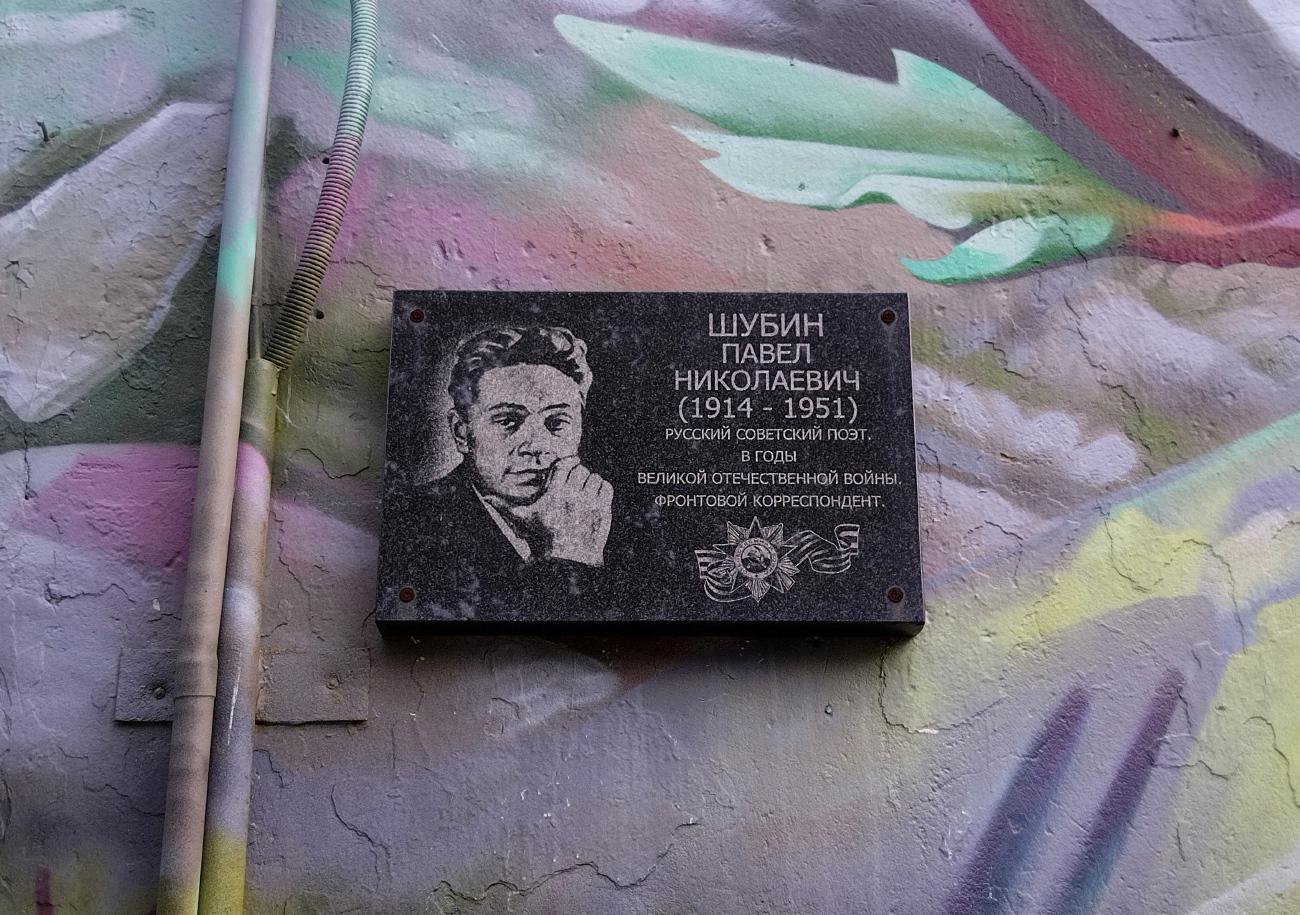 ШУБИН
ПАВЕЛ
НИКОЛАЕВИЧ
(1914 - 1951)
РУССКИЙ СОВЕТСКИЙ ПОЭТ.
В ГОДЫ
ВЕЛИКОЙ ОТЕЧЕСТВЕННОЙ ВОЙНЫ.
ФРОНТОВОЙ КОРРЕСПОНДЕНТ.